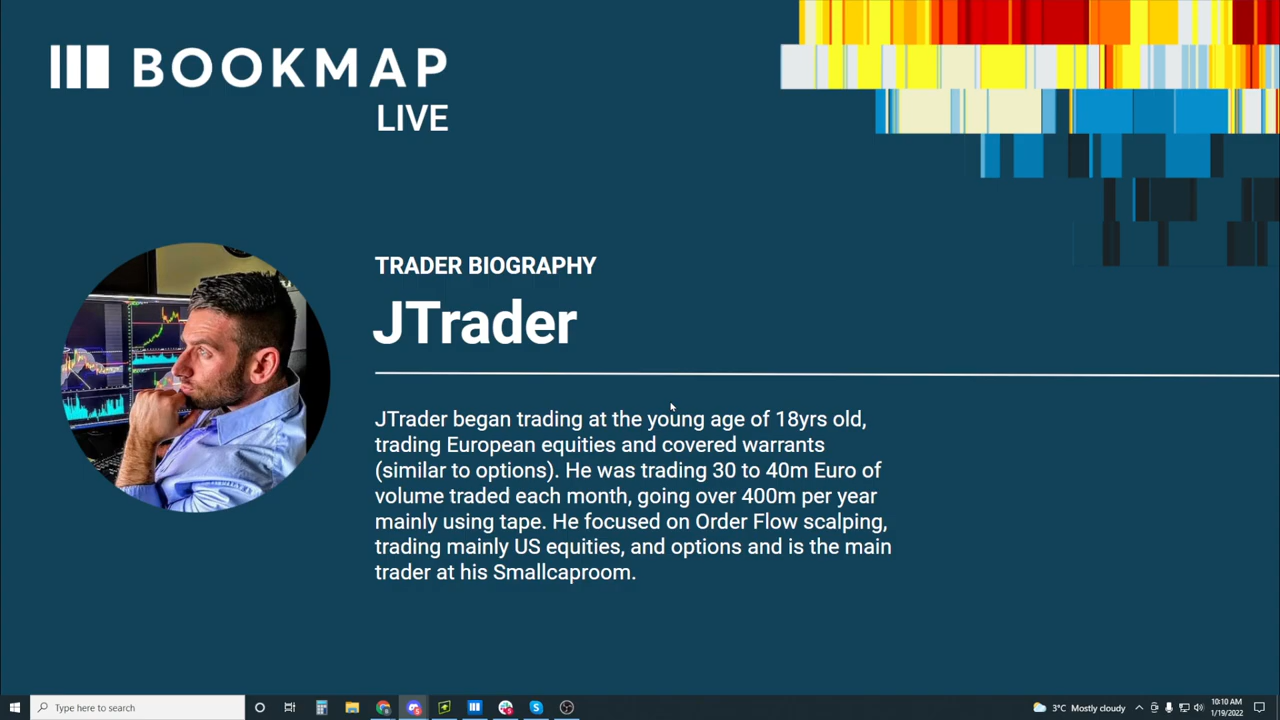 BOOKMAP
LIVE
TRADER BIOGRAPHY
JTrader
JTrader began trading at the young age of 18yrs old,
trading European equities and covered warrants
(similar to options). He was trading 30 to 40m Euro of
volume traded each month, going over 400m per year
mainly using tape. He focused on Order Flow scalping,
trading mainly US equities, and options and is the main
trader at his Smallcaproom.
Type here to search
3°C Mostly cloudy
10:10 AM
1/19/2022